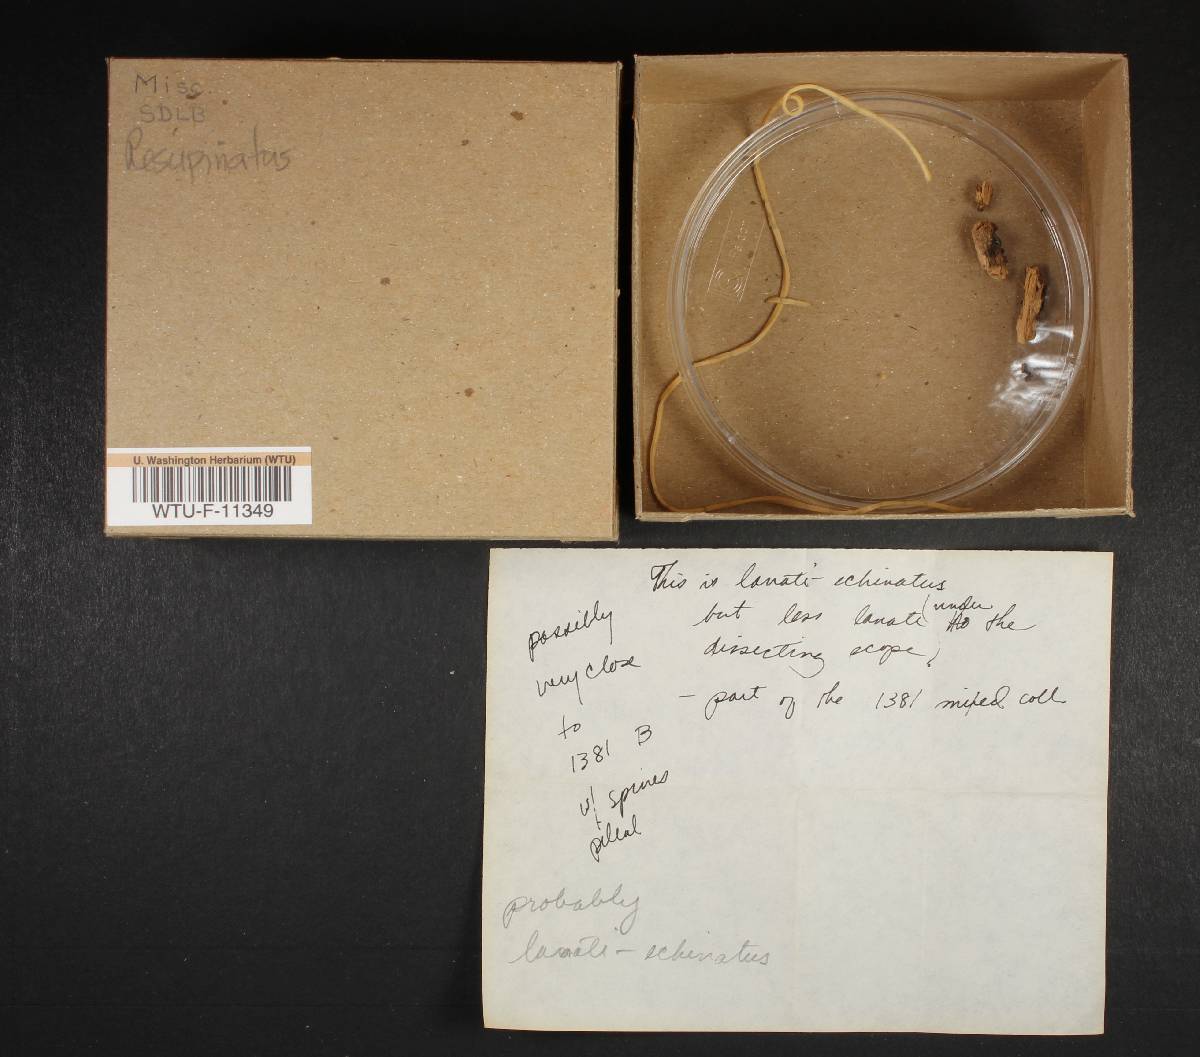 Misc.
SDLB
Resupinatus
U. Washington Herbarium (WTU)
WTU-F-11349
This is lanati-echinatus
but less lanati (under the
dissecting scope)
- part of the 1381 mixed coll
possibly
very close
to
1381 B
w/ spines
pileal
probably
lanati-echinatus